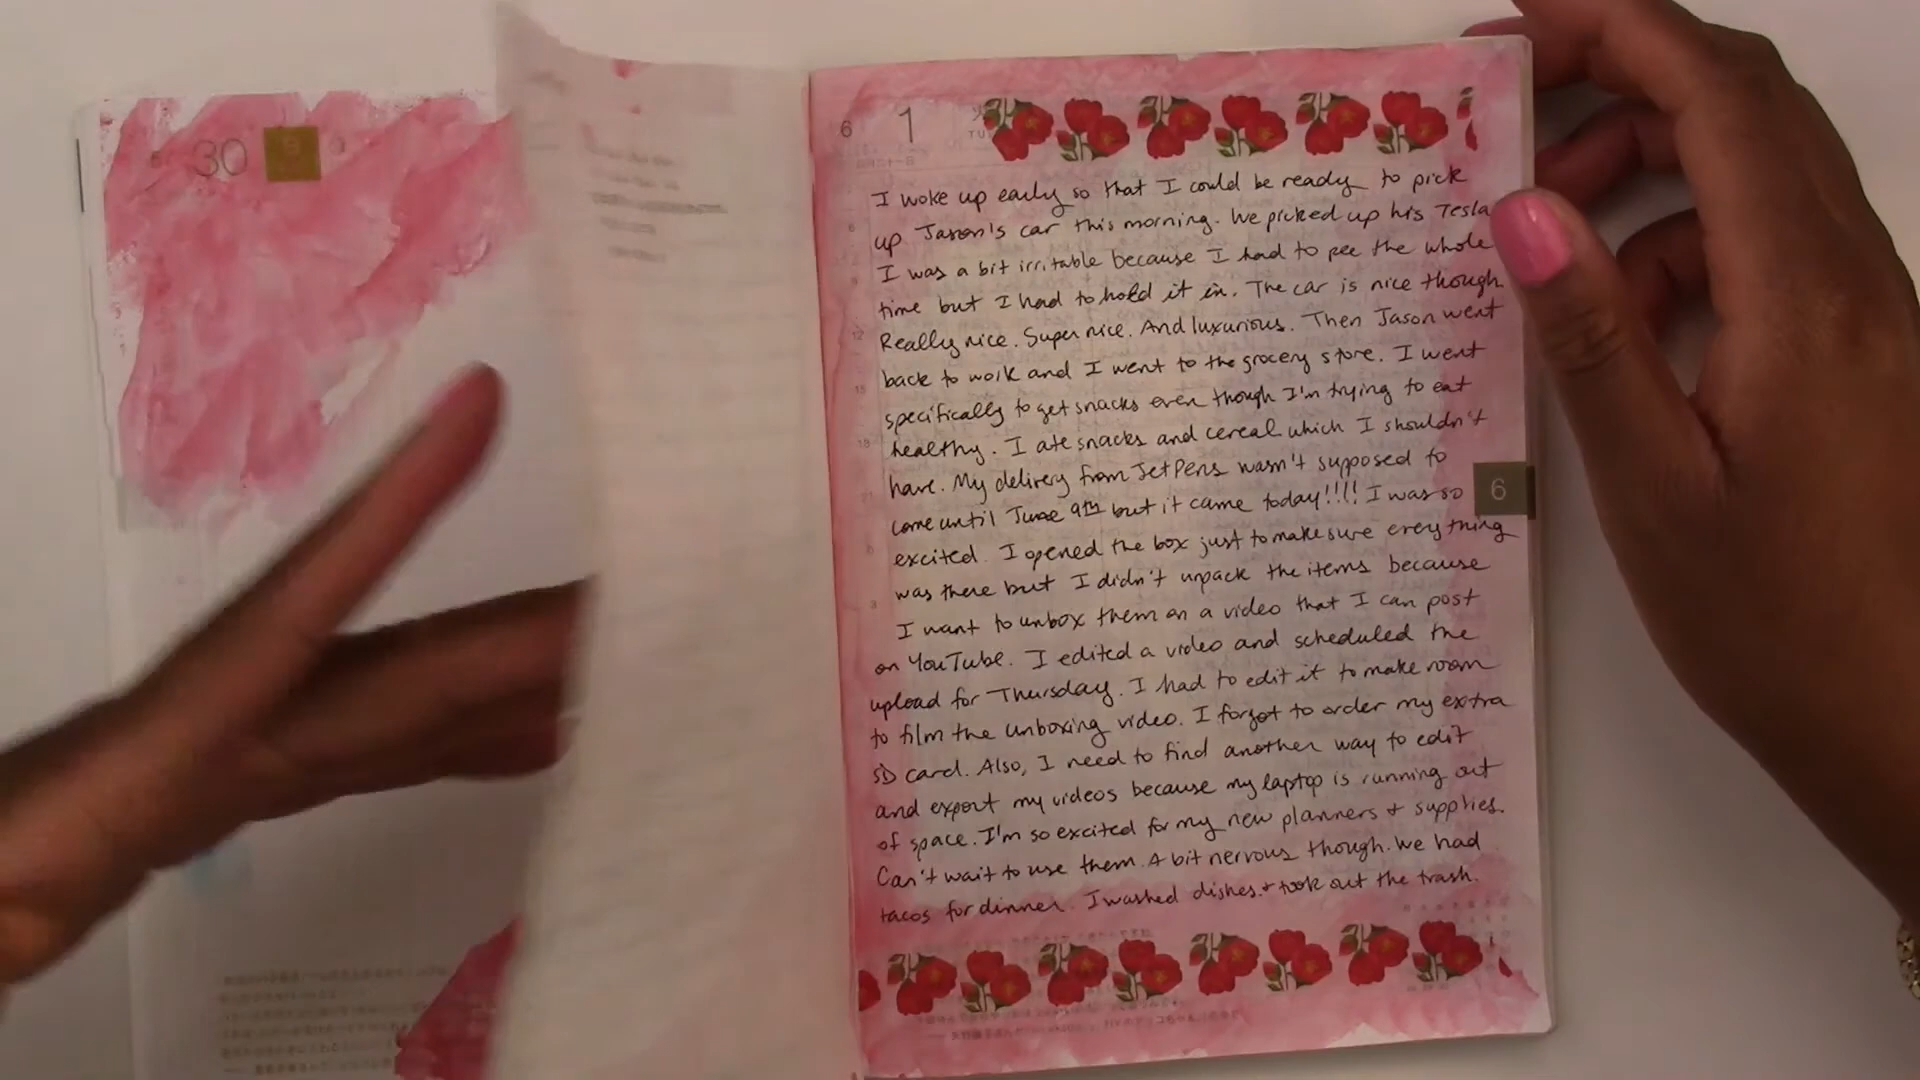 30
6 1
TU
I woke up early so that I could be ready to pick
up Jason's car this morning. We picked up his Tesla
I was a bit irritable because I had to pee the whole
time but I had to hold it in. The car is nice though
Really nice. Super nice. And luxurious. Then Jason went
back to work and I went to the grocery store. I went
specifically to get snacks even though I'm trying to eat
healthy. I ate snacks and cereal which I shouldn't
have. My delivery from JetPens wasn't supposed to
come until June 9th but it came today!!!! I was so
6
excited. I opened the box just to make sure everything
was there but I didn't unpack the items because
I want to unbox them on a video that I can post
on YouTube. I edited a video and scheduled the
upload for Thursday. I had to edit it to make room
to film the unboxing video. I forgot to order my extra
SD card. Also, I need to find another way to edit
and export my videos because my laptop is running out
of space. I'm so excited for my new planners + supplies.
Can't wait to use them. A bit nervous though. We had
tacos for dinner. I washed dishes + took out the trash.